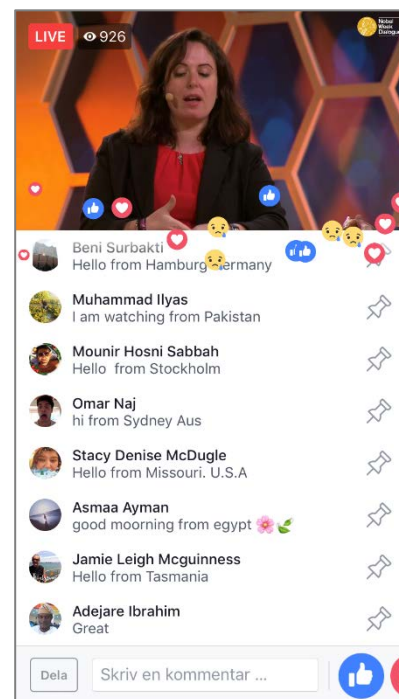 LIVE 926
Nobel
Week
Dialogue
Beni Surbakti
Hello from Hamburg Germany
Muhammad Ilyas
I am watching from Pakistan
Mounir Hosni Sabbah
Hello from Stockholm
Omar Naj
hi from Sydney Aus
Stacy Denise McDugle
Hello from Missouri. U.S.A
Asmaa Ayman
good moorning from egypt 🌸🌿
Jamie Leigh Mcguinness
Hello from Tasmania
Adejare Ibrahim
Great
Dela Skriv en kommentar ...